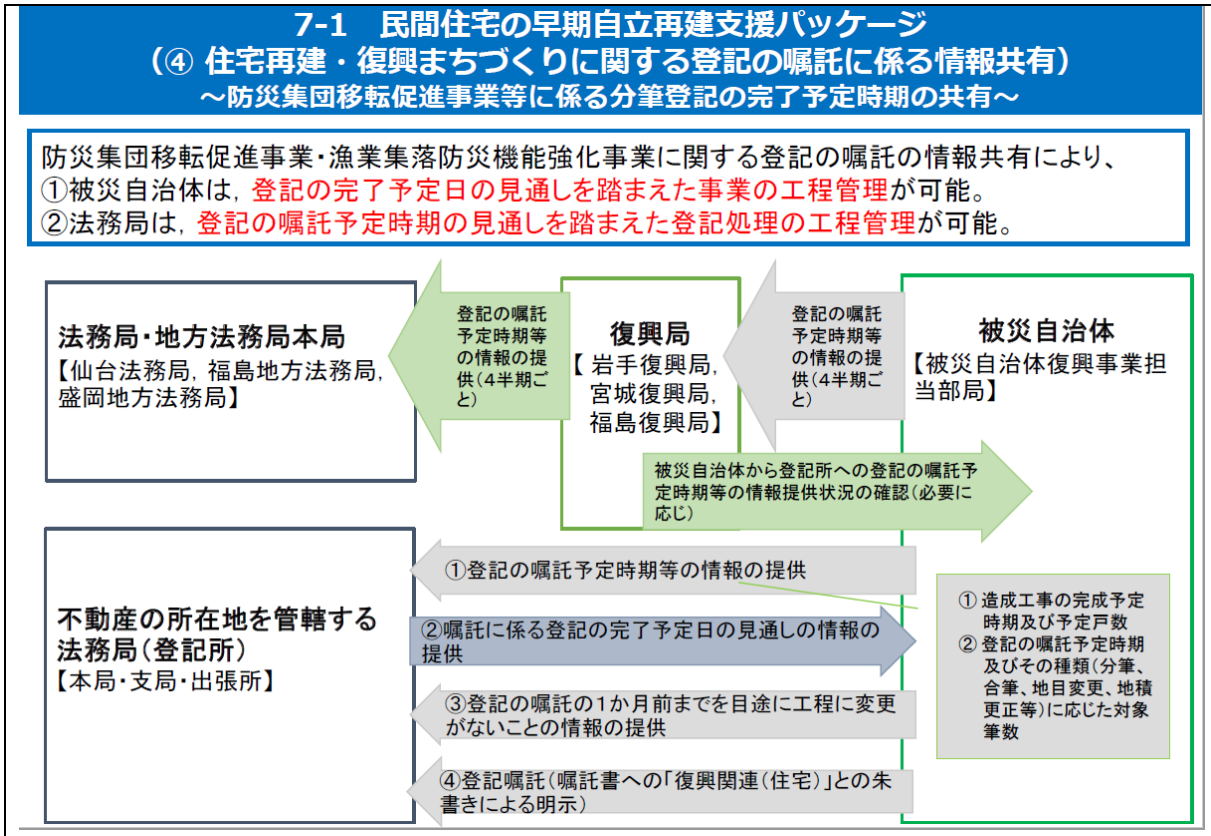 7-1　民間住宅の早期自立再建支援パッケージ
（④ 住宅再建・復興まちづくりに関する登記の嘱託に係る情報共有）
～防災集団移転促進事業等に係る分筆登記の完了予定時期の共有～
防災集団移転促進事業・漁業集落防災機能強化事業に関する登記の嘱託の情報共有により、
①被災自治体は，登記の完了予定日の見通しを踏まえた事業の工程管理が可能。
②法務局は，登記の嘱託予定時期の見通しを踏まえた登記処理の工程管理が可能。
法務局・地方法務局本局
【仙台法務局，福島地方法務局，
盛岡地方法務局】
登記の嘱託
予定時期等
の情報の提
供（4半期ご
と）
復興局
【 岩手復興局，
宮城復興局，
福島復興局】
登記の嘱託
予定時期等
の情報の提
供（4半期ご
と）
被災自治体
【被災自治体復興事業担
当部局】
被災自治体から登記所への登記の嘱託予
定時期等の情報提供状況の確認（必要に
応じ）
不動産の所在地を管轄する
法務局（登記所）
【本局・支局・出張所】
①登記の嘱託予定時期等の情報の提供
②嘱託に係る登記の完了予定日の見通しの情報の
提供
③登記の嘱託の１か月前までを目途に工程に変更
がないことの情報の提供
④登記嘱託（嘱託書への「復興関連（住宅）」との朱
書きによる明示）
① 造成工事の完成予定
時期及び予定戸数
② 登記の嘱託予定時期
及びその種類（分筆、
合筆、地目変更、地積
更正等）に応じた対象
筆数